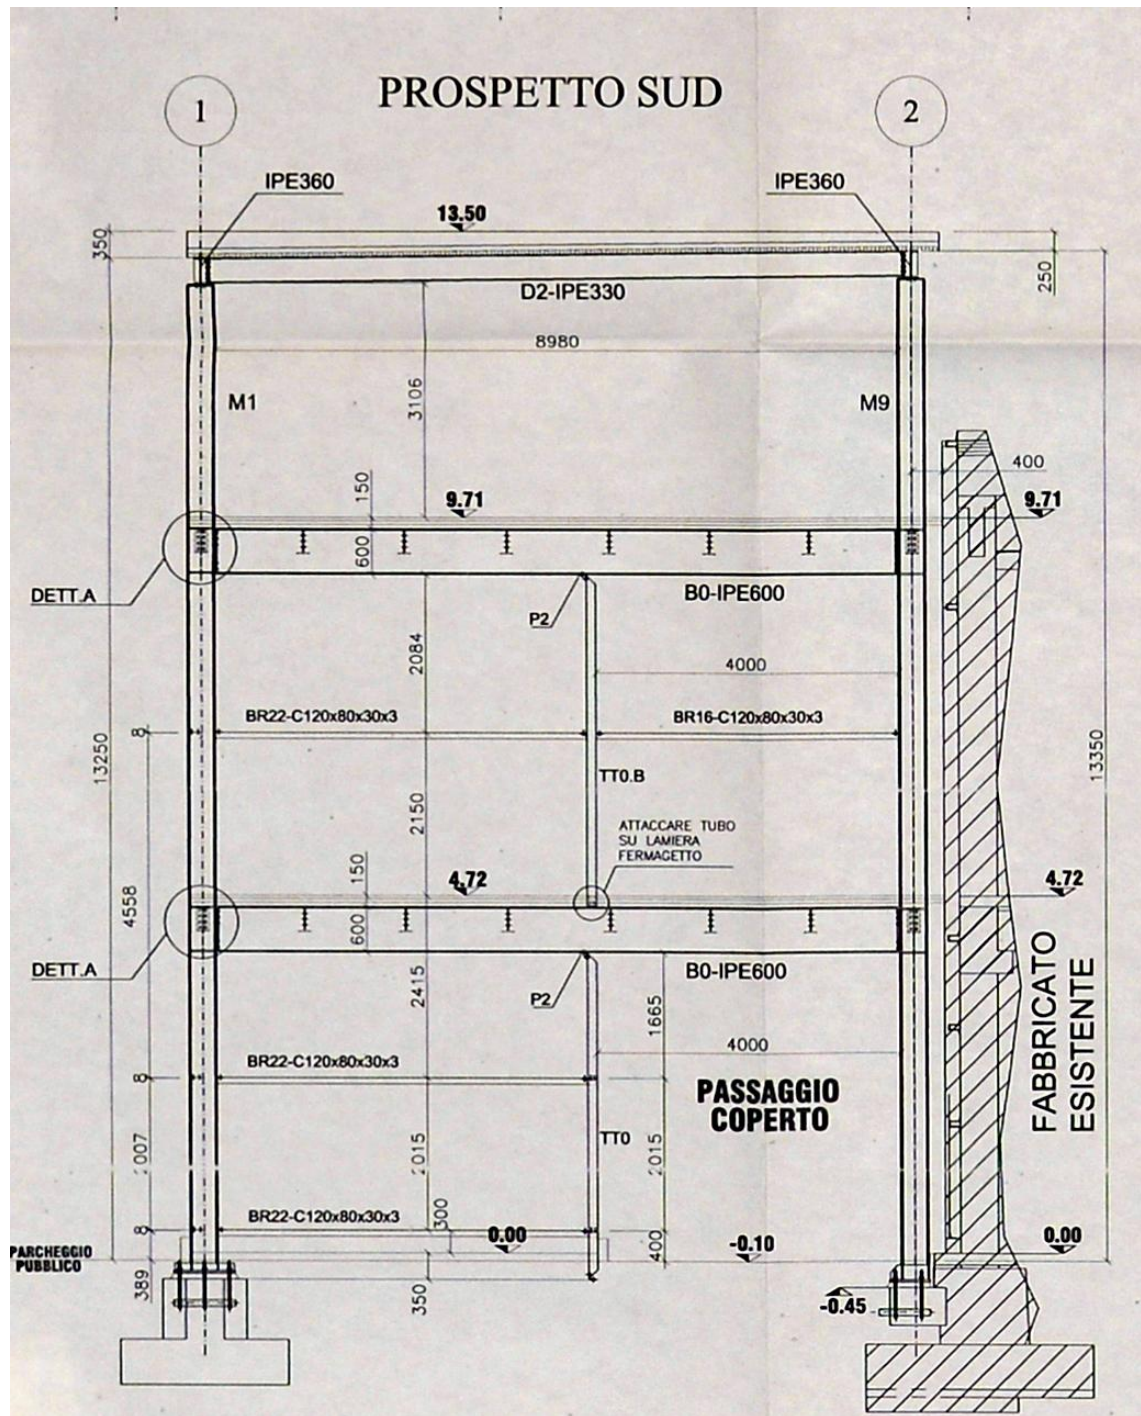 PROSPETTO SUD
1
2
IPE360
IPE360
13.50
350
250
D2-IPE330
8980
M1
3106
M9
400
150
9.71
9.71
600
DETT.A
B0-IPE600
P2
2084
4000
BR22-C120x80x30x3
BR16-C120x80x30x3
8
13250
13350
TT0.B
2150
ATTACCARE TUBO
SU LAMIERA
FERMAGETTO
150
4.72
4.72
4558
600
DETT.A
B0-IPE600
P2
2415
1665
4000
BR22-C120x80x30x3
8
PASSAGGIO
COPERTO
FABBRICATO
ESISTENTE
TT0
2015
2015
BR22-C120x80x30x3
300
8
0.00
-0.10
0.00
400
PARCHEGGIO
PUBBLICO
389
350
-0.45